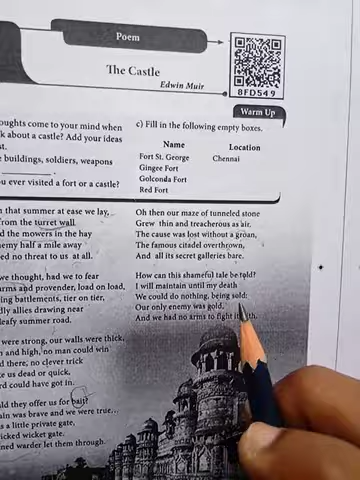 Poem
The Castle
Edwin Muir
8FD549
Warm Up
oughts come to your mind when
k about a castle? Add your ideas
st.
buildings, soldiers, weapons
u ever visited a fort or a castle?
c) Fill in the following empty boxes.
Name Location
Fort St. George Chennai
Gingee Fort
Golconda Fort
Red Fort
that summer at ease we lay,
from the turret wall
d the mowers in the hay
emy half a mile away
ed no threat to us at all.
we thought, had we to fear
arms and provender, load on load,
ing battlements, tier on tier,
dly allies drawing near
leafy summer road.
were strong, our walls were thick,
n and high, no man could win
d there, no clever trick
e us dead or quick.
rd could have got in.
ld they offer us for bait?
ain was brave and we were true...
s a little private gate,
icked wicket gate.
ned warder let them through.
Oh then our maze of tunneled stone
Grew thin and treacherous as air.
The cause was lost without a groan,
The famous citadel overthrown,
And all its secret galleries bare.
How can this shameful tale be told?
I will maintain until my death
We could do nothing, being sold;
Our only enemy was gold,
And we had no arms to fight it with.